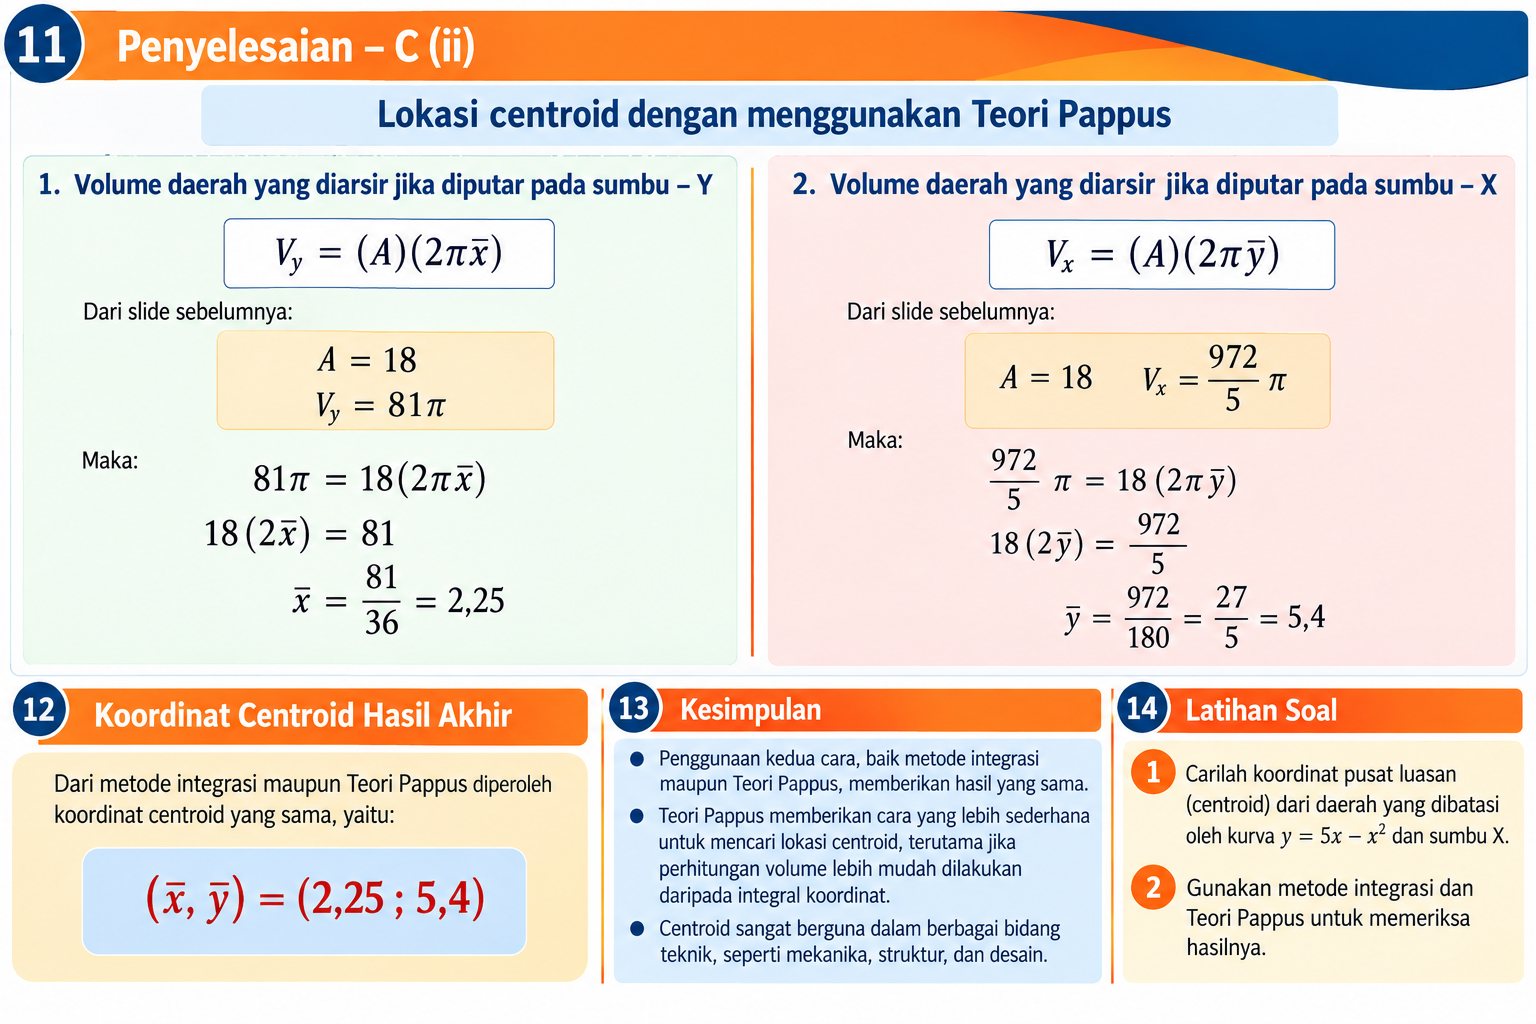 11
Penyelesaian – C (ii)
Lokasi centroid dengan menggunakan Teori Pappus
1. Volume daerah yang diarsir jika diputar pada sumbu – Y
V_y = (A)(2πx̄)
Dari slide sebelumnya:
A = 18
V_y = 81π
Maka:
81π = 18(2πx̄)
18(2x̄) = 81
x̄ = 81/36 = 2,25
2. Volume daerah yang diarsir jika diputar pada sumbu – X
V_x = (A)(2πȳ)
Dari slide sebelumnya:
A = 18 V_x = 972/5 π
Maka:
972/5 π = 18 (2πȳ)
18 (2ȳ) = 972/5
ȳ = 972/180 = 27/5 = 5,4
12
Koordinat Centroid Hasil Akhir
Dari metode integrasi maupun Teori Pappus diperoleh
koordinat centroid yang sama, yaitu:
(x̄, ȳ) = (2,25 ; 5,4)
13
Kesimpulan
● Penggunaan kedua cara, baik metode integrasi
maupun Teori Pappus, memberikan hasil yang sama.
● Teori Pappus memberikan cara yang lebih sederhana
untuk mencari lokasi centroid, terutama jika
perhitungan volume lebih mudah dilakukan
daripada integral koordinat.
● Centroid sangat berguna dalam berbagai bidang
teknik, seperti mekanika, struktur, dan desain.
14
Latihan Soal
1 Carilah koordinat pusat luasan
(centroid) dari daerah yang dibatasi
oleh kurva y = 5x − x² dan sumbu X.
2 Gunakan metode integrasi dan
Teori Pappus untuk memeriksa
hasilnya.